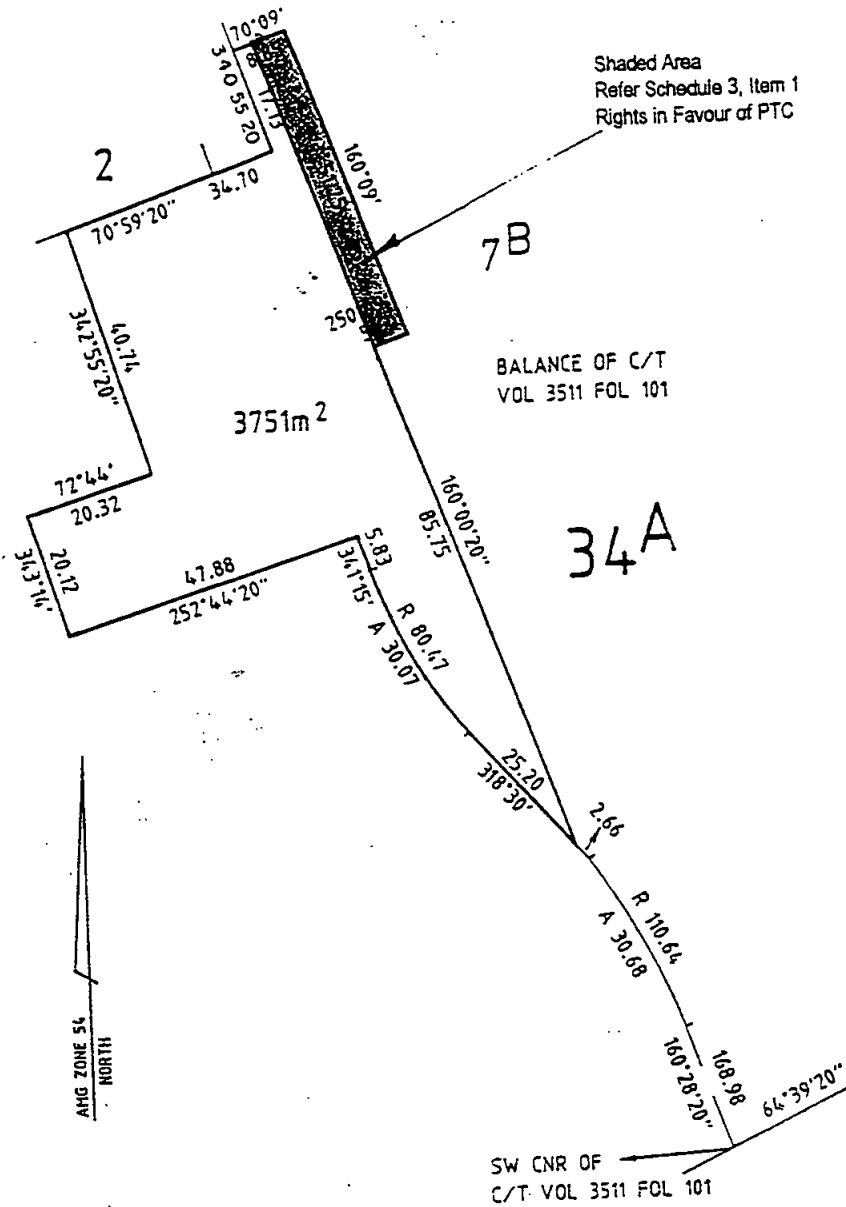 70°09'
340 55 20
17.13
Shaded Area
Refer Schedule 3, Item 1
Rights in Favour of PTC
160°09'
2
34.70
70°59'20"
7B
250
40.74
342°55'20"
BALANCE OF C/T
VOL 3511 FOL 101
3751m2
72°44'
20.32
160°00'20"
85.75
34A
20.12
343°14'
47.88
252°44'20"
5.83
341°15'
R 80.47
A 30.07
25.20
318°30'
2.66
R 110.64
A 30.68
AMG ZONE 54
NORTH
168.98
160°28'20"
64°39'20"
SW CNR OF
C/T VOL 3511 FOL 101